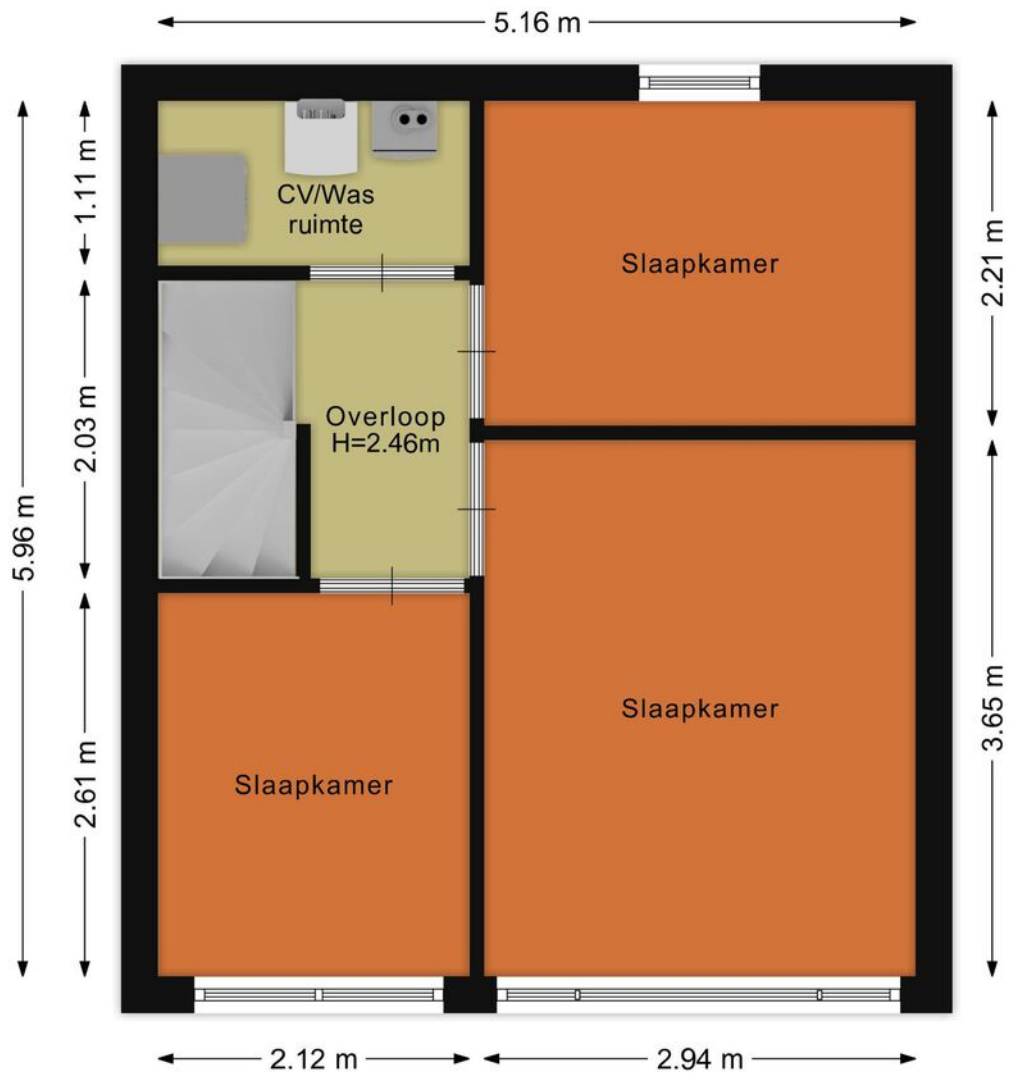 5.16 m
1.11 m
CV/Was
ruimte
Slaapkamer
2.21 m
2.03 m
Overloop
H=2.46m
5.96 m
Slaapkamer
3.65 m
Slaapkamer
2.61 m
2.12 m
2.94 m